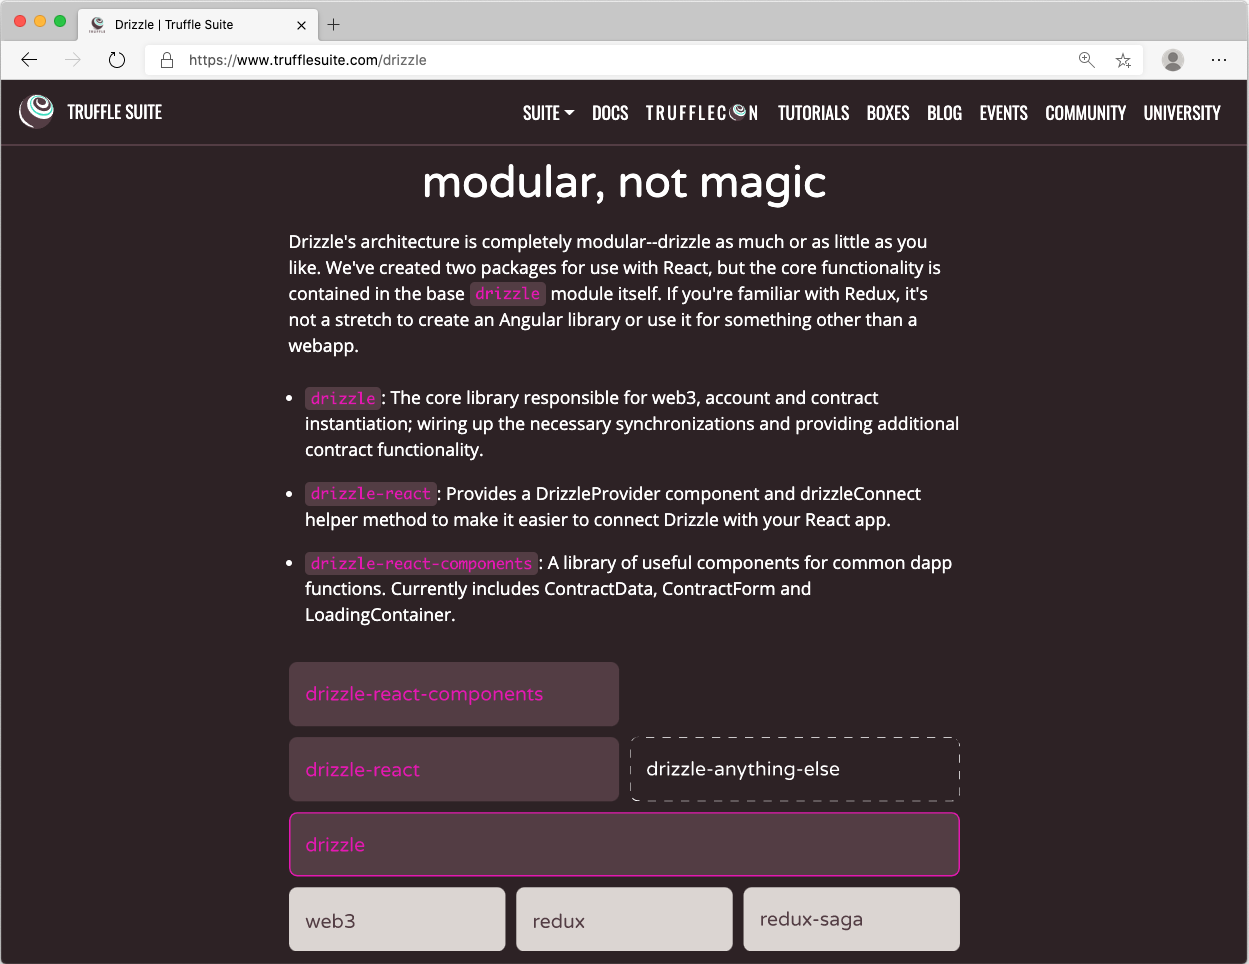 Drizzle | Truffle Suite
https://www.trufflesuite.com/drizzle
TRUFFLE SUITE
SUITE DOCS TRUFFLECON TUTORIALS BOXES BLOG EVENTS COMMUNITY UNIVERSITY
modular, not magic
Drizzle's architecture is completely modular--drizzle as much or as little as you
like. We've created two packages for use with React, but the core functionality is
contained in the base drizzle module itself. If you're familiar with Redux, it's
not a stretch to create an Angular library or use it for something other than a
webapp.
• drizzle: The core library responsible for web3, account and contract
instantiation; wiring up the necessary synchronizations and providing additional
contract functionality.
• drizzle-react: Provides a DrizzleProvider component and drizzleConnect
helper method to make it easier to connect Drizzle with your React app.
• drizzle-react-components: A library of useful components for common dapp
functions. Currently includes ContractData, ContractForm and
LoadingContainer.
drizzle-react-components
drizzle-react
drizzle-anything-else
drizzle
web3
redux
redux-saga